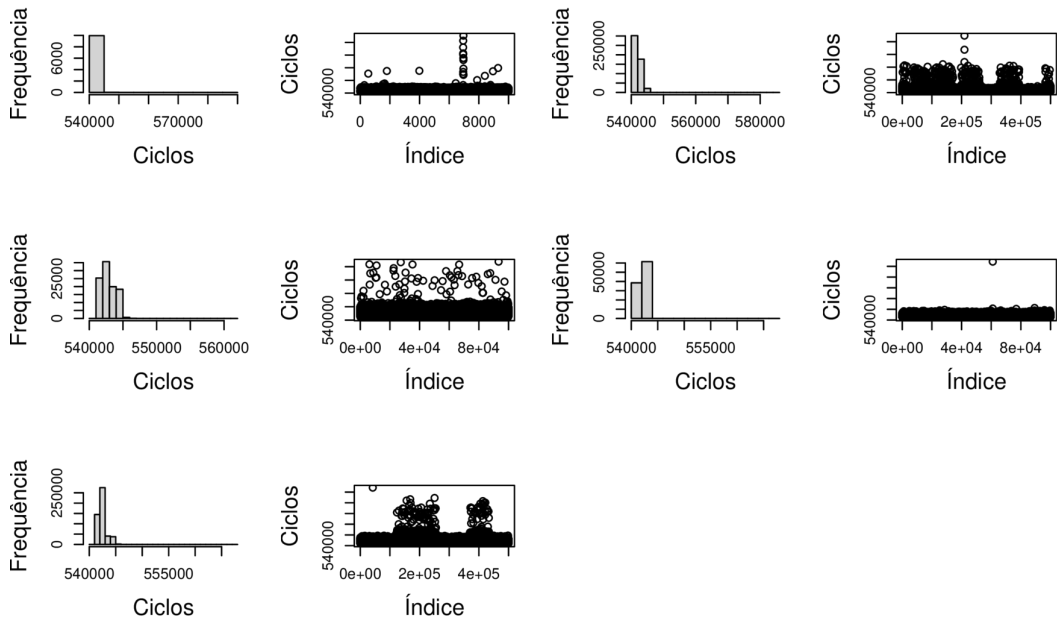 Frequência
0 6000
540000 570000
Ciclos
Ciclos
540000
0 4000 8000
Índice
Frequência
0 250000
540000 560000 580000
Ciclos
Ciclos
540000
0e+00 2e+05 4e+05
Índice
Frequência
0 25000
540000 550000 560000
Ciclos
Ciclos
540000
0e+00 4e+04 8e+04
Índice
Frequência
0 50000
540000 555000
Ciclos
Ciclos
540000
0e+00 4e+04 8e+04
Índice
Frequência
0 250000
540000 555000
Ciclos
Ciclos
540000
0e+00 2e+05 4e+05
Índice